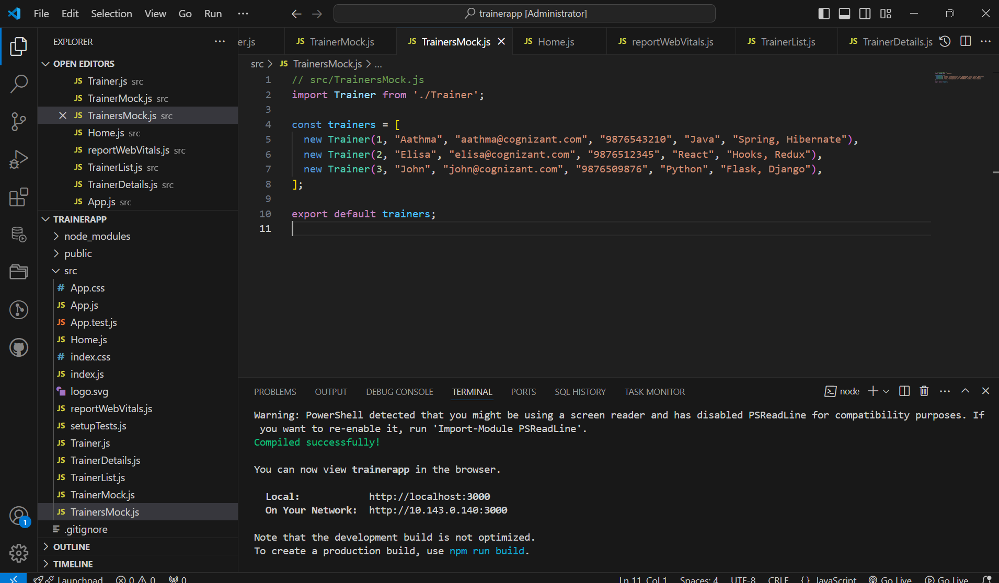 File Edit Selection View Go Run ··· trainerapp [Administrator]
EXPLORER
OPEN EDITORS
JS Trainer.js src
JS TrainerMock.js src
JS TrainersMock.js src
JS Home.js src
JS reportWebVitals.js src
JS TrainerList.js src
JS TrainerDetails.js src
JS App.js src
TRAINERAPP
node_modules
public
src
# App.css
JS App.js
JS App.test.js
JS Home.js
# index.css
JS index.js
logo.svg
JS reportWebVitals.js
JS setupTests.js
JS Trainer.js
JS TrainerDetails.js
JS TrainerList.js
JS TrainerMock.js
JS TrainersMock.js
.gitignore
OUTLINE
TIMELINE
1
er.js JS TrainerMock.js JS TrainersMock.js JS Home.js JS reportWebVitals.js JS TrainerList.js JS TrainerDetails.js
src > JS TrainersMock.js > ...
1 // src/TrainersMock.js
2 import Trainer from './Trainer';
3
4 const trainers = [
5 new Trainer(1, "Aathma", "aathma@cognizant.com", "9876543210", "Java", "Spring, Hibernate"),
6 new Trainer(2, "Elisa", "elisa@cognizant.com", "9876512345", "React", "Hooks, Redux"),
7 new Trainer(3, "John", "john@cognizant.com", "9876509876", "Python", "Flask, Django"),
8 ];
9
10 export default trainers;
11
PROBLEMS OUTPUT DEBUG CONSOLE TERMINAL PORTS SQL HISTORY TASK MONITOR node
Warning: PowerShell detected that you might be using a screen reader and has disabled PSReadLine for compatibility purposes. If
you want to re-enable it, run 'Import-Module PSReadLine'.
Compiled successfully!
You can now view trainerapp in the browser.
Local: http://localhost:3000
On Your Network: http://10.143.0.140:3000
Note that the development build is not optimized.
To create a production build, use npm run build.
Launchpad 0 0 0 Ln 11, Col 1 Spaces: 4 UTF-8 CRLF {} JavaScript Go Live Go Live